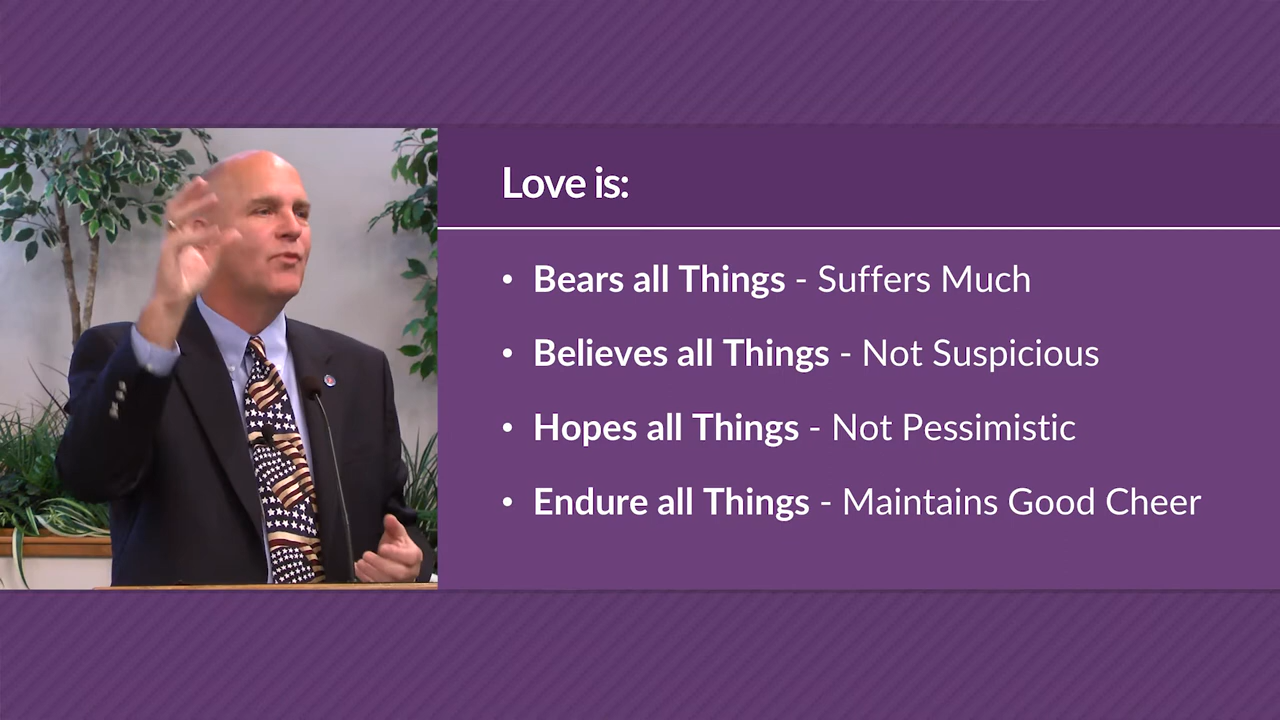 Love is:
• Bears all Things - Suffers Much
• Believes all Things - Not Suspicious
• Hopes all Things - Not Pessimistic
• Endure all Things - Maintains Good Cheer